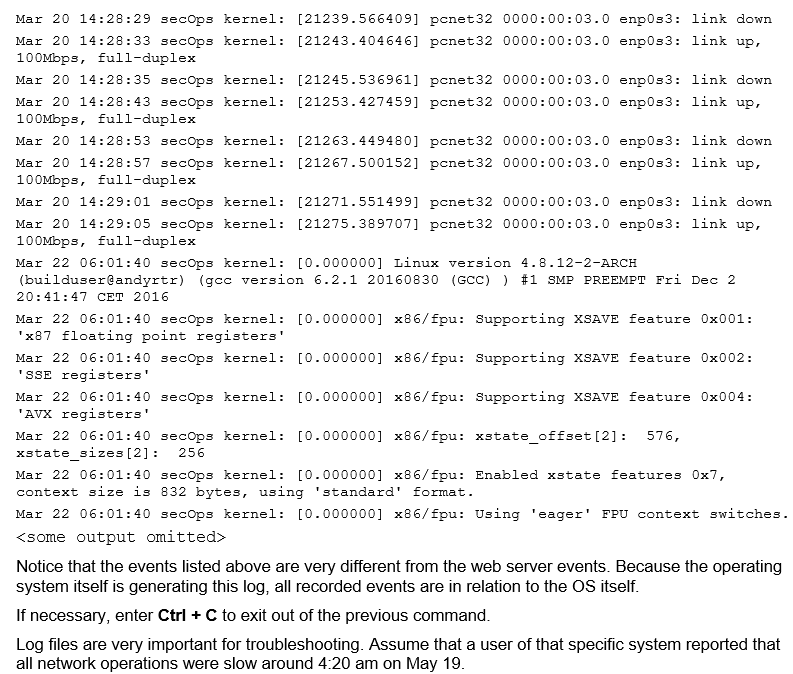 Mar 20 14:28:29 secOps kernel: [21239.566409] pcnet32 0000:00:03.0 enp0s3: link down
Mar 20 14:28:33 secOps kernel: [21243.404646] pcnet32 0000:00:03.0 enp0s3: link up,
100Mbps, full-duplex
Mar 20 14:28:35 secOps kernel: [21245.536961] pcnet32 0000:00:03.0 enp0s3: link down
Mar 20 14:28:43 secOps kernel: [21253.427459] pcnet32 0000:00:03.0 enp0s3: link up,
100Mbps, full-duplex
Mar 20 14:28:53 secOps kernel: [21263.449480] pcnet32 0000:00:03.0 enp0s3: link down
Mar 20 14:28:57 secOps kernel: [21267.500152] pcnet32 0000:00:03.0 enp0s3: link up,
100Mbps, full-duplex
Mar 20 14:29:01 secOps kernel: [21271.551499] pcnet32 0000:00:03.0 enp0s3: link down
Mar 20 14:29:05 secOps kernel: [21275.389707] pcnet32 0000:00:03.0 enp0s3: link up,
100Mbps, full-duplex
Mar 22 06:01:40 secOps kernel: [0.000000] Linux version 4.8.12-2-ARCH
(builduser@andyrtr) (gcc version 6.2.1 20160830 (GCC) ) #1 SMP PREEMPT Fri Dec 2
20:41:47 CET 2016
Mar 22 06:01:40 secOps kernel: [0.000000] x86/fpu: Supporting XSAVE feature 0x001:
'x87 floating point registers'
Mar 22 06:01:40 secOps kernel: [0.000000] x86/fpu: Supporting XSAVE feature 0x002:
'SSE registers'
Mar 22 06:01:40 secOps kernel: [0.000000] x86/fpu: Supporting XSAVE feature 0x004:
'AVX registers'
Mar 22 06:01:40 secOps kernel: [0.000000] x86/fpu: xstate_offset[2]:  576,
xstate_sizes[2]:  256
Mar 22 06:01:40 secOps kernel: [0.000000] x86/fpu: Enabled xstate features 0x7,
context size is 832 bytes, using 'standard' format.
Mar 22 06:01:40 secOps kernel: [0.000000] x86/fpu: Using 'eager' FPU context switches.
<some output omitted>
Notice that the events listed above are very different from the web server events. Because the operating
system itself is generating this log, all recorded events are in relation to the OS itself.
If necessary, enter Ctrl + C to exit out of the previous command.
Log files are very important for troubleshooting. Assume that a user of that specific system reported that
all network operations were slow around 4:20 am on May 19.